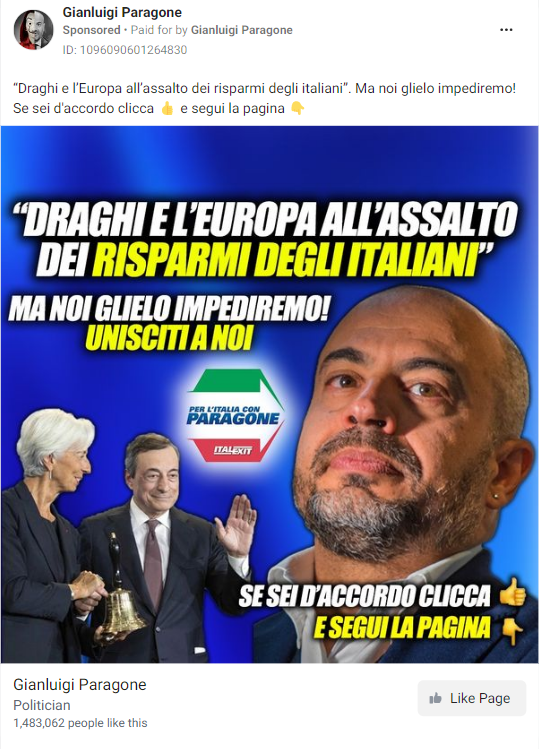 Gianluigi Paragone
Sponsored • Paid for by Gianluigi Paragone
ID: 1096090601264830
“Draghi e l’Europa all’assalto dei risparmi degli italiani”. Ma noi glielo impediremo!
Se sei d'accordo clicca 👍 e segui la pagina 👇
“DRAGHI E L’EUROPA ALL’ASSALTO
DEI RISPARMI DEGLI ITALIANI”
MA NOI GLIELO IMPEDIREMO!
UNISCITI A NOI
PER L'ITALIA CON
PARAGONE
ITALEXIT
SE SEI D’ACCORDO CLICCA 👍
E SEGUI LA PAGINA 👇
Gianluigi Paragone
Politician
1,483,062 people like this
Like Page